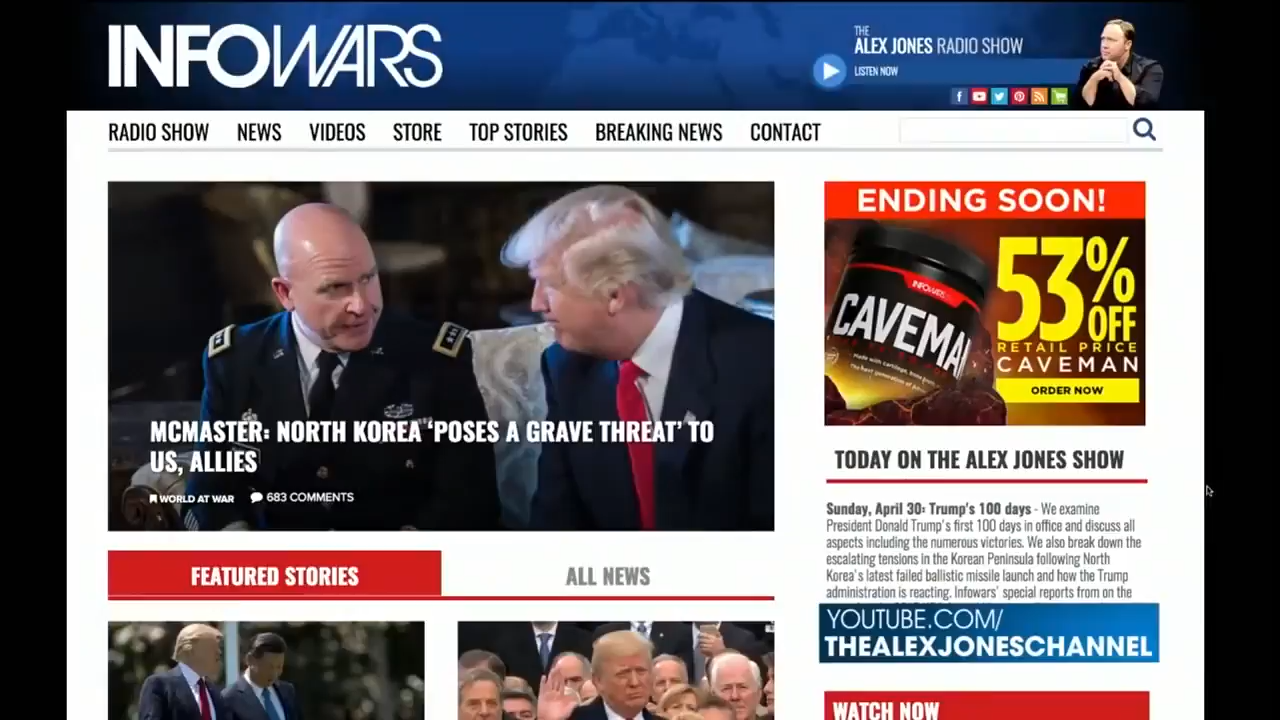 INFOWARS
THE
ALEX JONES RADIO SHOW
LISTEN NOW
RADIO SHOW NEWS VIDEOS STORE TOP STORIES BREAKING NEWS CONTACT
MCMASTER: NORTH KOREA ‘POSES A GRAVE THREAT’ TO
US, ALLIES
WORLD AT WAR 683 COMMENTS
FEATURED STORIES ALL NEWS
ENDING SOON!
INFOWARS
CAVEMA
53%
OFF
RETAIL PRICE
CAVEMAN
ORDER NOW
TODAY ON THE ALEX JONES SHOW
Sunday, April 30: Trump's 100 days - We examine
President Donald Trump's first 100 days in office and discuss all
aspects including the numerous victories. We also break down the
escalating tensions in the Korean Peninsula following North
Korea's latest failed ballistic missile launch and how the Trump
administration is reacting. Infowars' special reports from on the
YOUTUBE.COM/
THEALEXJONESCHANNEL
WATCH NOW